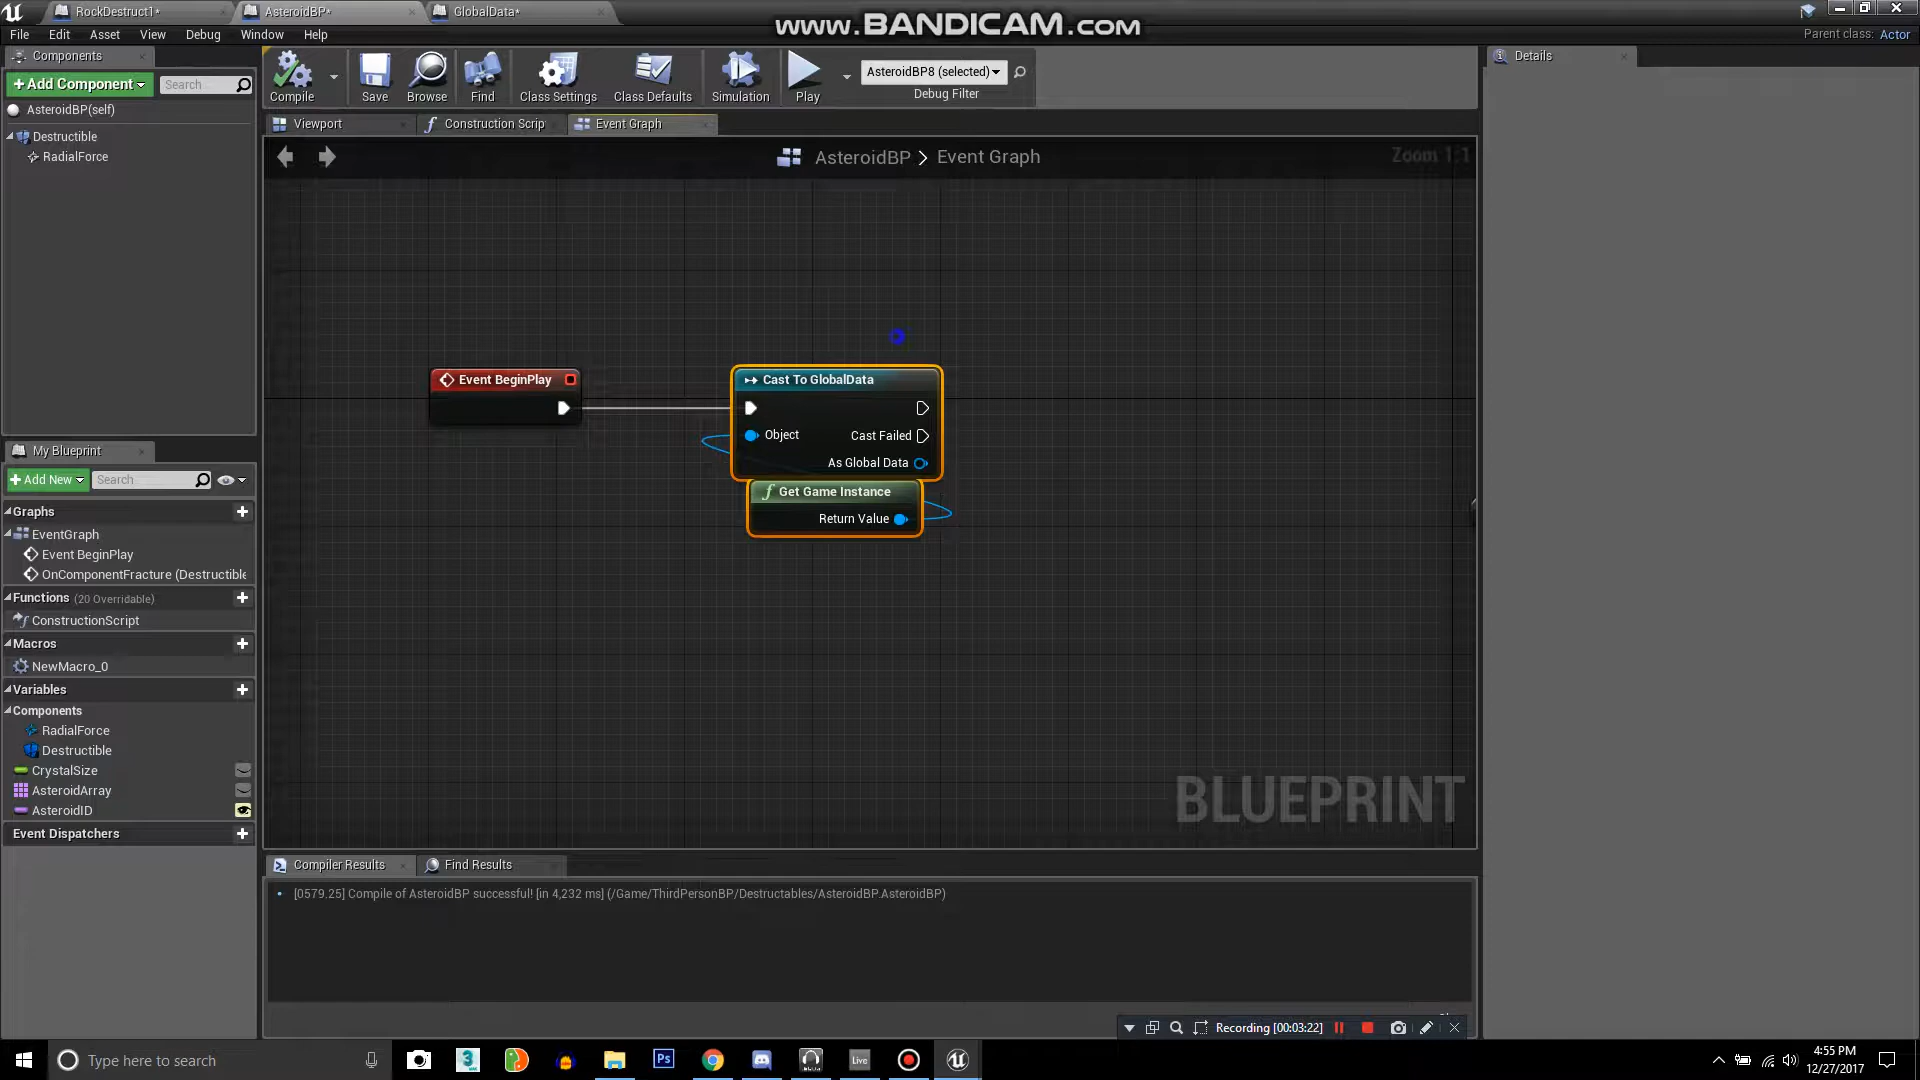 RockDestruct1*
AsteroidBP*
GlobalData*
www.BANDICAM.com
File Edit Asset View Debug Window Help
Parent class: Actor
Components
Details
+ Add Component
Search
AsteroidBP(self)
Destructible
RadialForce
Compile
Save
Browse
Find
Class Settings
Class Defaults
Simulation
Play
AsteroidBP8 (selected)
Debug Filter
Viewport
Construction Scrip
Event Graph
AsteroidBP > Event Graph
Zoom 1:1
Event BeginPlay
Cast To GlobalData
Object
Cast Failed
As Global Data
Get Game Instance
Return Value
BLUEPRINT
My Blueprint
+ Add New
Search
Graphs
EventGraph
Event BeginPlay
OnComponentFracture (Destructible
Functions (20 Overridable)
ConstructionScript
Macros
NewMacro_0
Variables
Components
RadialForce
Destructible
CrystalSize
AsteroidArray
AsteroidID
Event Dispatchers
Compiler Results
Find Results
[0579.25] Compile of AsteroidBP successful! [in 4,232 ms] (/Game/ThirdPersonBP/Destructables/AsteroidBP.AsteroidBP)
Recording [00:03:22]
Type here to search
3
Ps
Live
4:55 PM
12/27/2017